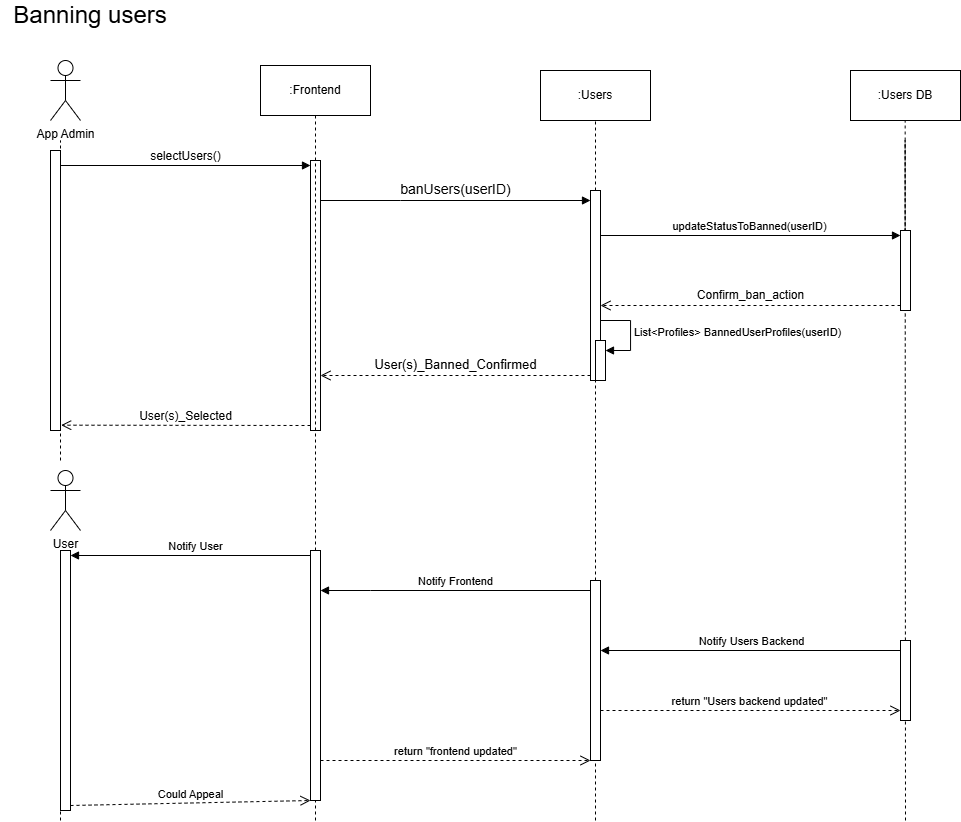 Banning users
:Frontend
:Users
:Users DB
App Admin
selectUsers()
banUsers(userID)
updateStatusToBanned(userID)
Confirm_ban_action
List<Profiles> BannedUserProfiles(userID)
User(s)_Banned_Confirmed
User(s)_Selected
User
Notify User
Notify Frontend
Notify Users Backend
return "Users backend updated"
return "frontend updated"
Could Appeal